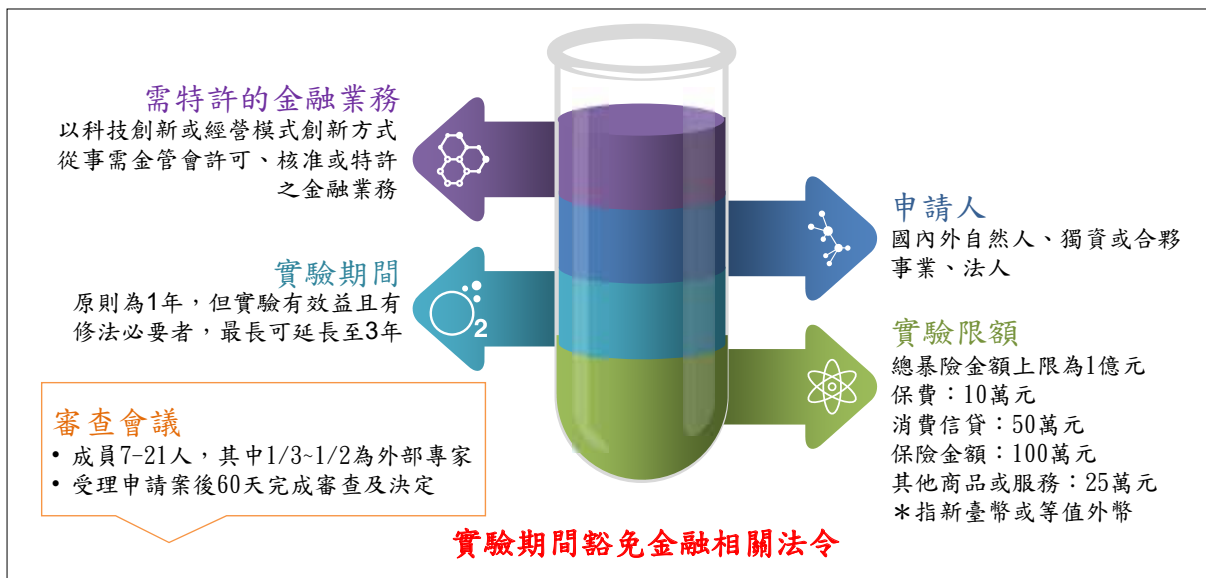 需特許的金融業務
以科技創新或經營模式創新方式
從事需金管會許可、核准或特許
之金融業務
申請人
國內外自然人、獨資或合夥
事業、法人
實驗期間
原則為1年，但實驗有效益且有
修法必要者，最長可延長至3年
2
實驗限額
總暴險金額上限為1億元
保費：10萬元
消費信貸：50萬元
保險金額：100萬元
其他商品或服務：25萬元
＊指新臺幣或等值外幣
審查會議
• 成員7-21人，其中1/3~1/2為外部專家
• 受理申請案後60天完成審查及決定
實驗期間豁免金融相關法令